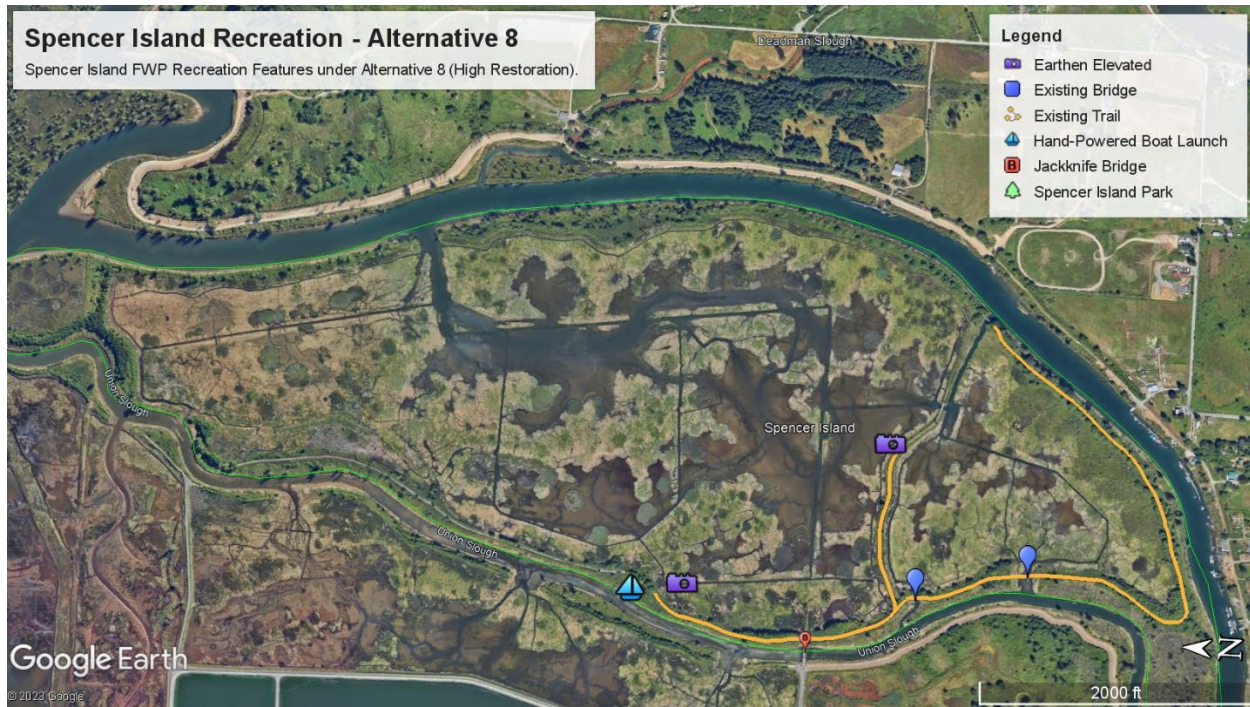 Spencer Island Recreation - Alternative 8
Spencer Island FWP Recreation Features under Alternative 8 (High Restoration).
Legend
Earthen Elevated
Existing Bridge
Existing Trail
Hand-Powered Boat Launch
B Jackknife Bridge
Spencer Island Park
Deadman Slough
Union Slough
Spencer Island
Union Slough
B
Union Slough
Google Earth
© 2023 Google
N
2000 ft